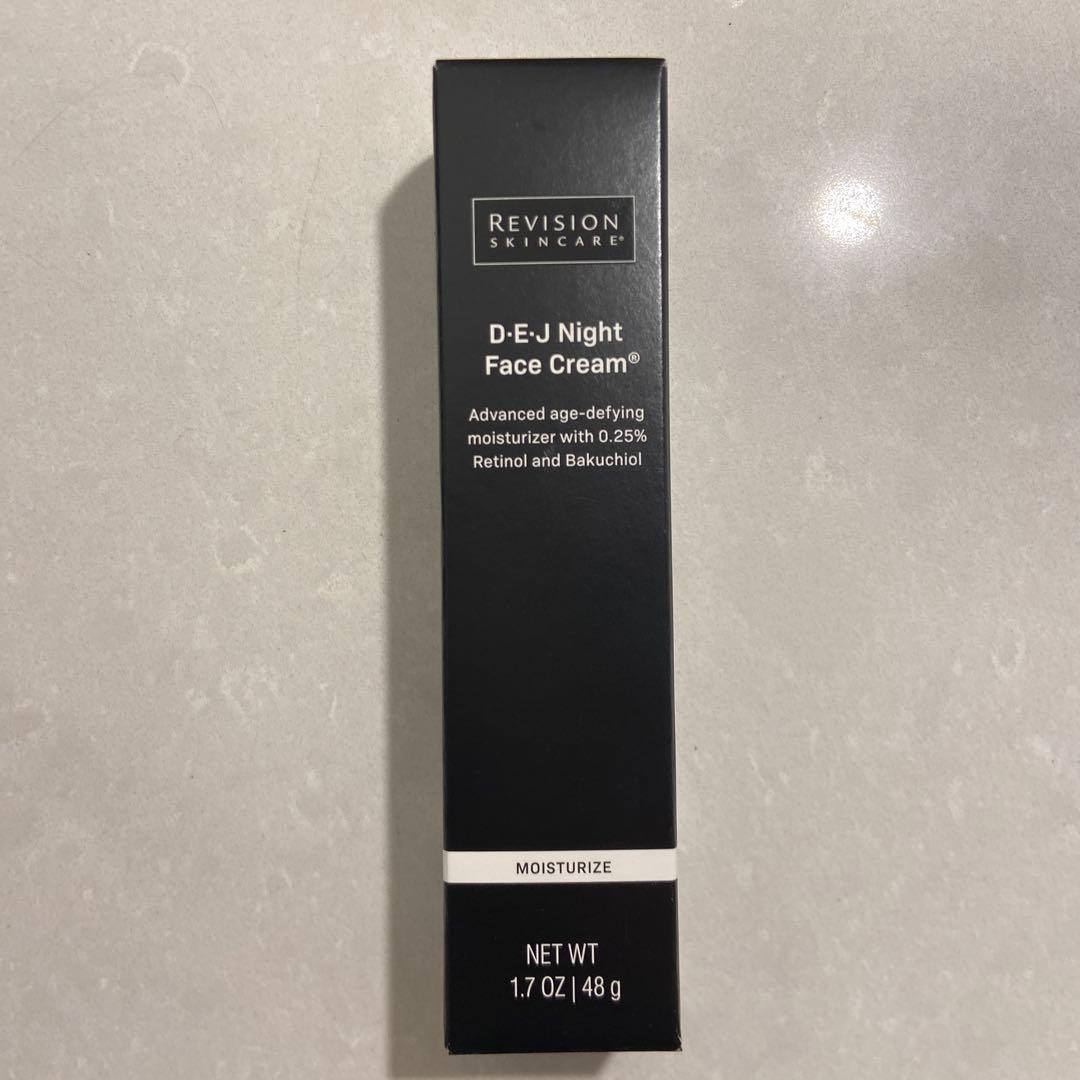 REVISION
SKINCARE®
D·E·J Night
Face Cream®
Advanced age-defying
moisturizer with 0.25%
Retinol and Bakuchiol
MOISTURIZE
NET WT
1.7 OZ | 48 g